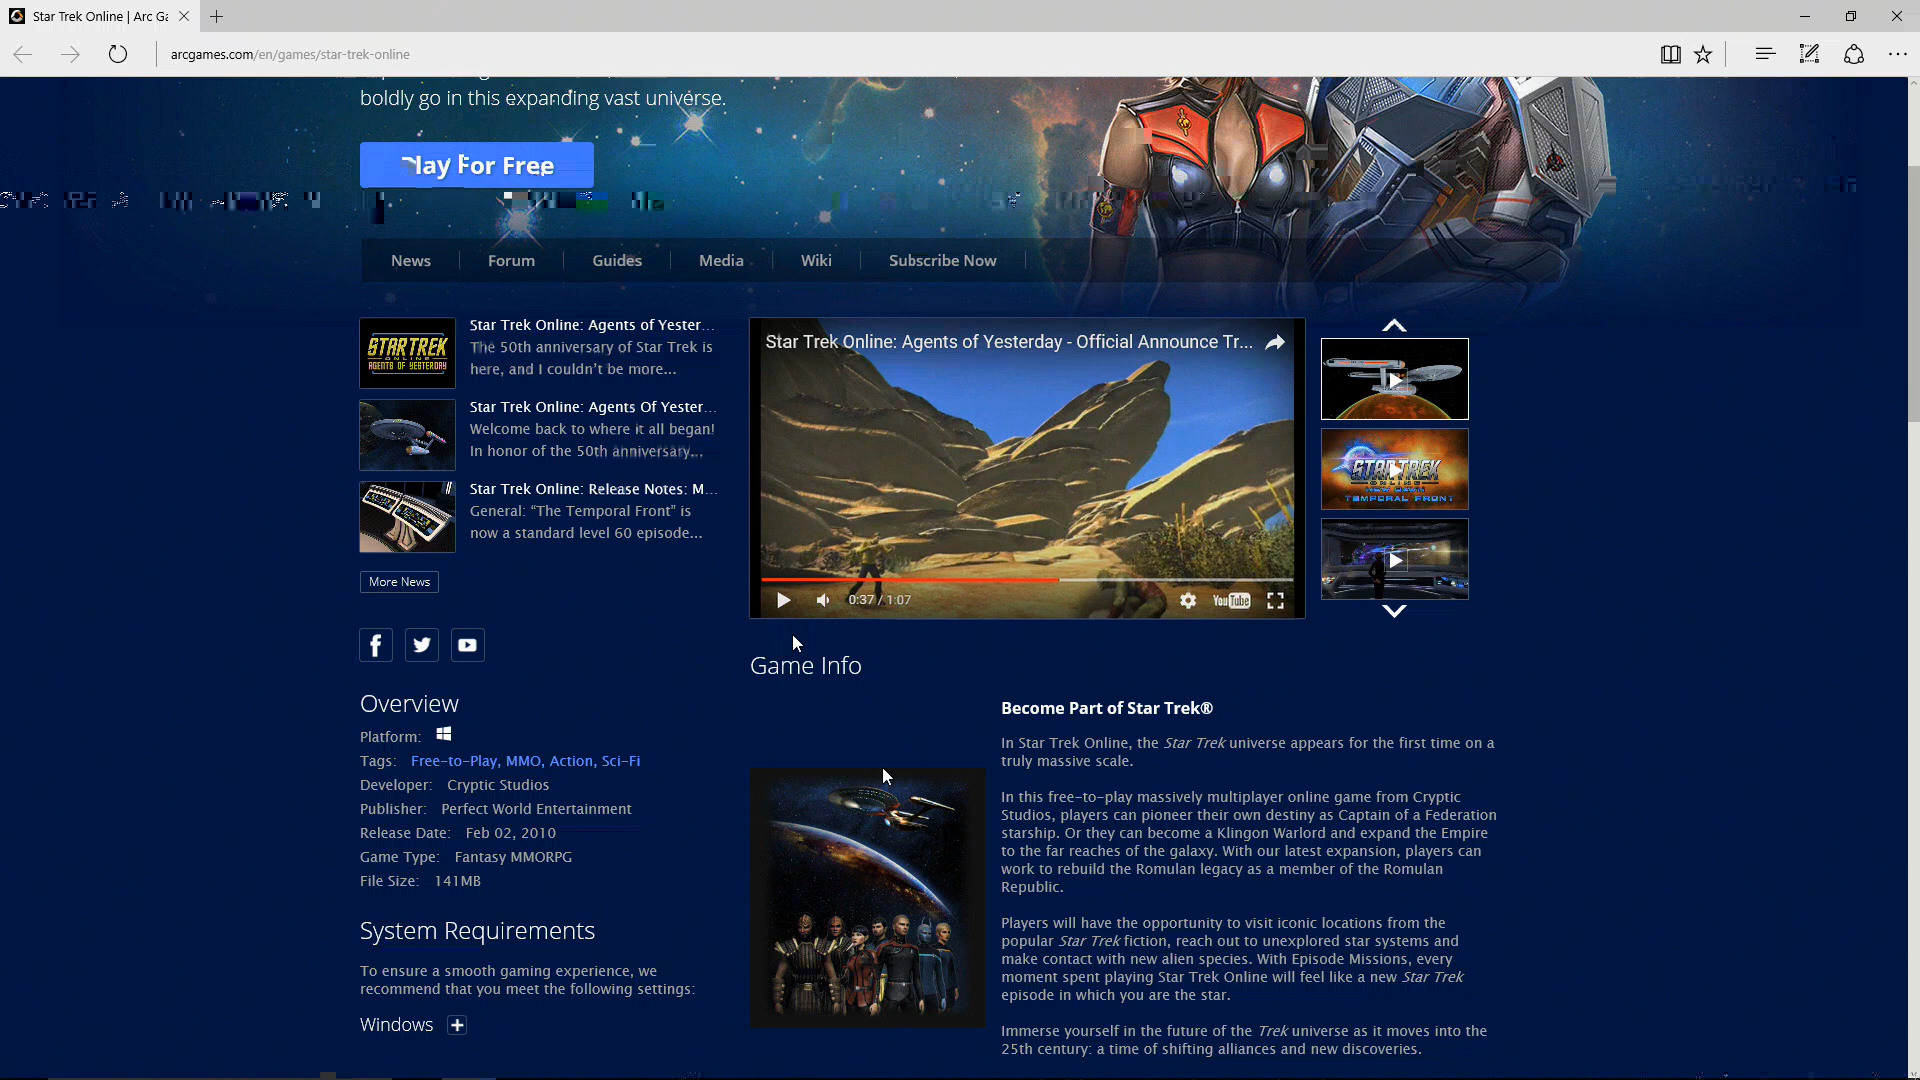 Star Trek Online | Arc Ga
arcgames.com/en/games/star-trek-online
boldly go in this expanding vast universe.
Play For Free
News
Forum
Guides
Media
Wiki
Subscribe Now
Star Trek Online: Agents of Yester...
The 50th anniversary of Star Trek is
here, and I couldn't be more...
Star Trek Online: Agents Of Yester...
Welcome back to where it all began!
In honor of the 50th anniversary...
Star Trek Online: Release Notes: M...
General: “The Temporal Front” is
now a standard level 60 episode...
More News
STAR TREK
ONLINE
AGENTS OF YESTERDAY
Star Trek Online: Agents of Yesterday - Official Announce Tr...
0:37 / 1:07
YouTube
STAR TREK
ONLINE
TEMPORAL FRONT
Overview
Platform:
Tags: Free-to-Play, MMO, Action, Sci-Fi
Developer: Cryptic Studios
Publisher: Perfect World Entertainment
Release Date: Feb 02, 2010
Game Type: Fantasy MMORPG
File Size: 141MB
System Requirements
To ensure a smooth gaming experience, we
recommend that you meet the following settings:
Windows
Game Info
Become Part of Star Trek®
In Star Trek Online, the Star Trek universe appears for the first time on a
truly massive scale.
In this free-to-play massively multiplayer online game from Cryptic
Studios, players can pioneer their own destiny as Captain of a Federation
starship. Or they can become a Klingon Warlord and expand the Empire
to the far reaches of the galaxy. With our latest expansion, players can
work to rebuild the Romulan legacy as a member of the Romulan
Republic.
Players will have the opportunity to visit iconic locations from the
popular Star Trek fiction, reach out to unexplored star systems and
make contact with new alien species. With Episode Missions, every
moment spent playing Star Trek Online will feel like a new Star Trek
episode in which you are the star.
Immerse yourself in the future of the Trek universe as it moves into the
25th century: a time of shifting alliances and new discoveries.